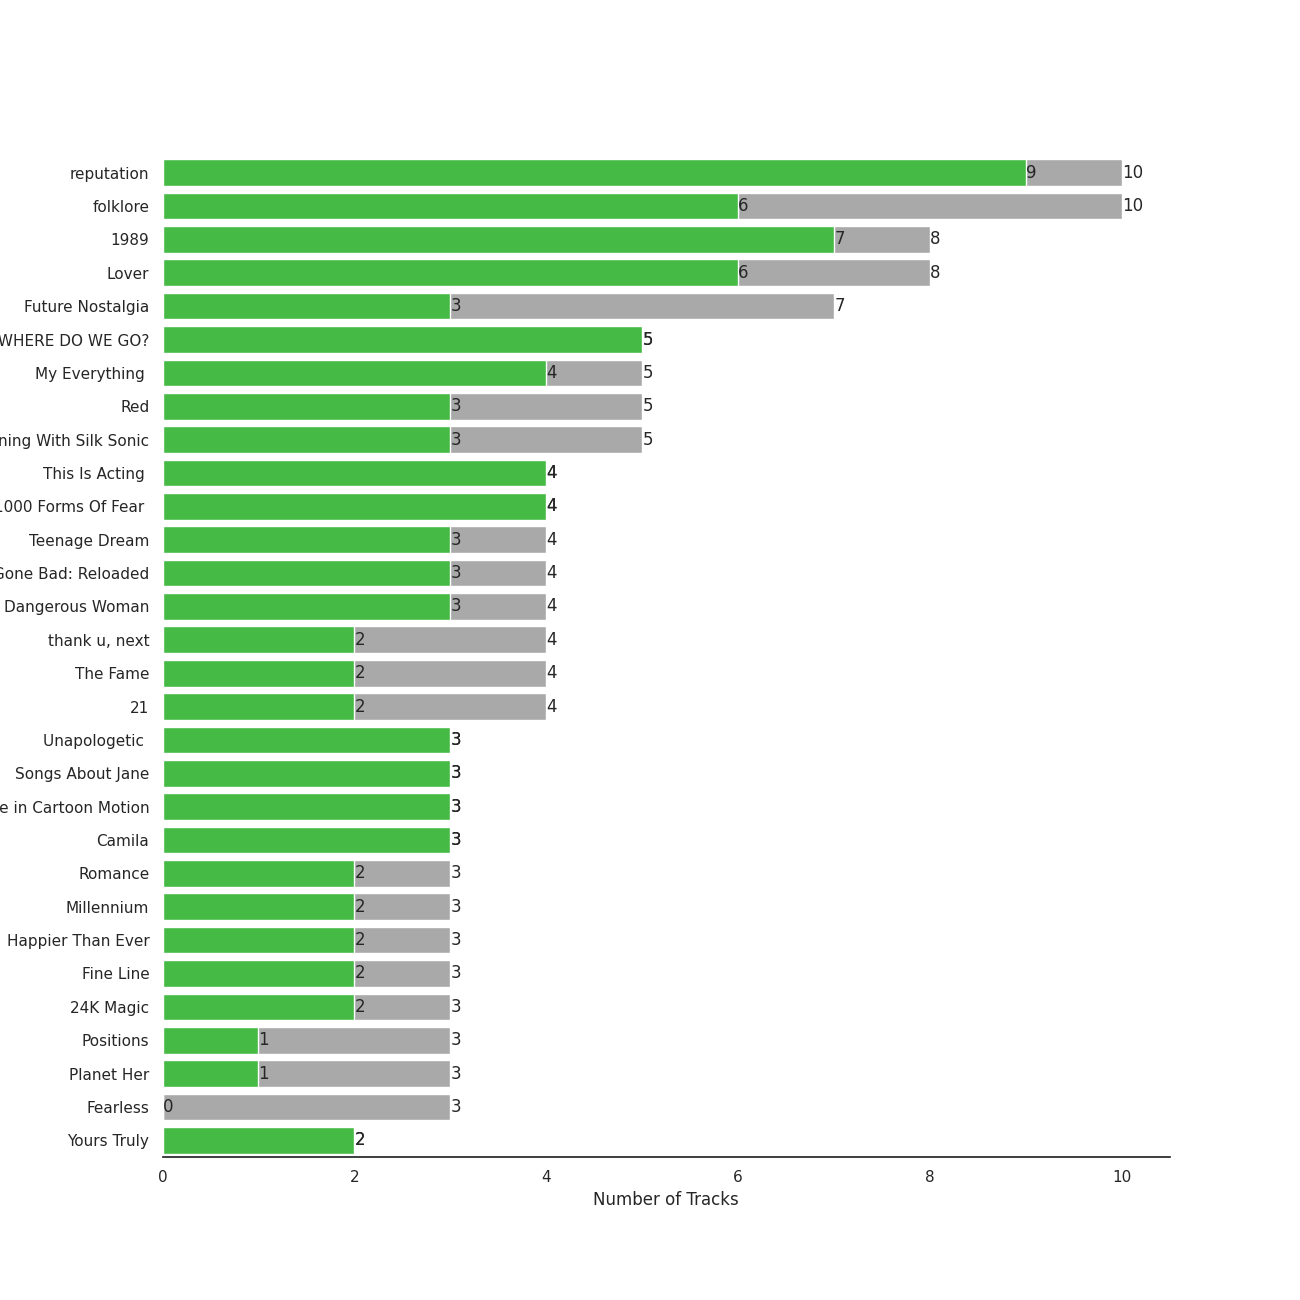 reputation 9 10
folklore 6 10
1989 7 8
Lover 6 8
Future Nostalgia 3 7
WHERE DO WE GO? 5
My Everything 4 5
Red 3 5
With Silk Sonic 3 5
This Is Acting 4
1000 Forms Of Fear 4
Teenage Dream 3 4
Gone Bad: Reloaded 3 4
Dangerous Woman 3 4
thank u, next 2 4
The Fame 2 4
21 2 4
Unapologetic 3
Songs About Jane 3
in Cartoon Motion 3
Camila 3
Romance 2 3
Millennium 2 3
Happier Than Ever 2 3
Fine Line 2 3
24K Magic 2 3
Positions 1 3
Planet Her 1 3
Fearless 0 3
Yours Truly 2
0 2 4 6 8 10
Number of Tracks